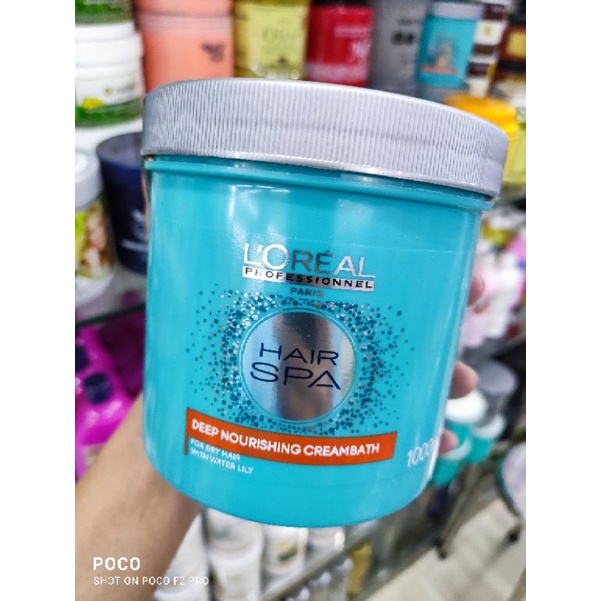 L'ORÉAL
PROFESSIONNEL
PARIS
HAIR
SPA
DEEP NOURISHING CREAMBATH
FOR DRY HAIR
WITH WATER LILY
1000
POCO
SHOT ON POCO F2 PRO